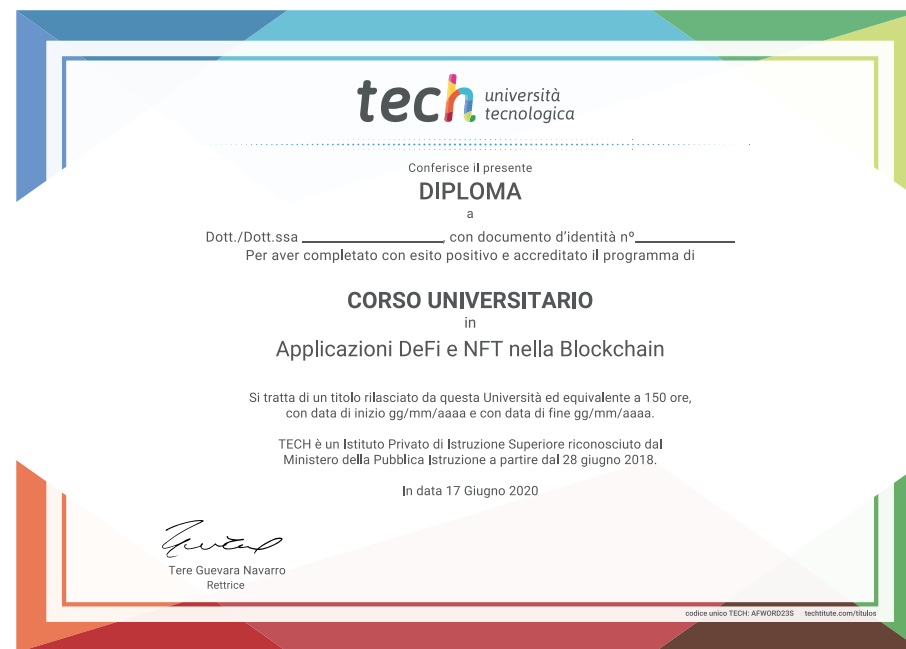 tech università
tecnologica
Conferisce il presente
DIPLOMA
a
Dott./Dott.ssa ____________________, con documento d'identità nº______________
Per aver completato con esito positivo e accreditato il programma di
CORSO UNIVERSITARIO
in
Applicazioni DeFi e NFT nella Blockchain
Si tratta di un titolo rilasciato da questa Università ed equivalente a 150 ore,
con data di inizio gg/mm/aaaa e con data di fine gg/mm/aaaa.
TECH è un Istituto Privato di Istruzione Superiore riconosciuto dal
Ministero della Pubblica Istruzione a partire dal 28 giugno 2018.
In data 17 Giugno 2020
Tere Guevara Navarro
Rettrice
codice unico TECH: AFWORD23S techtitute.com/titulos